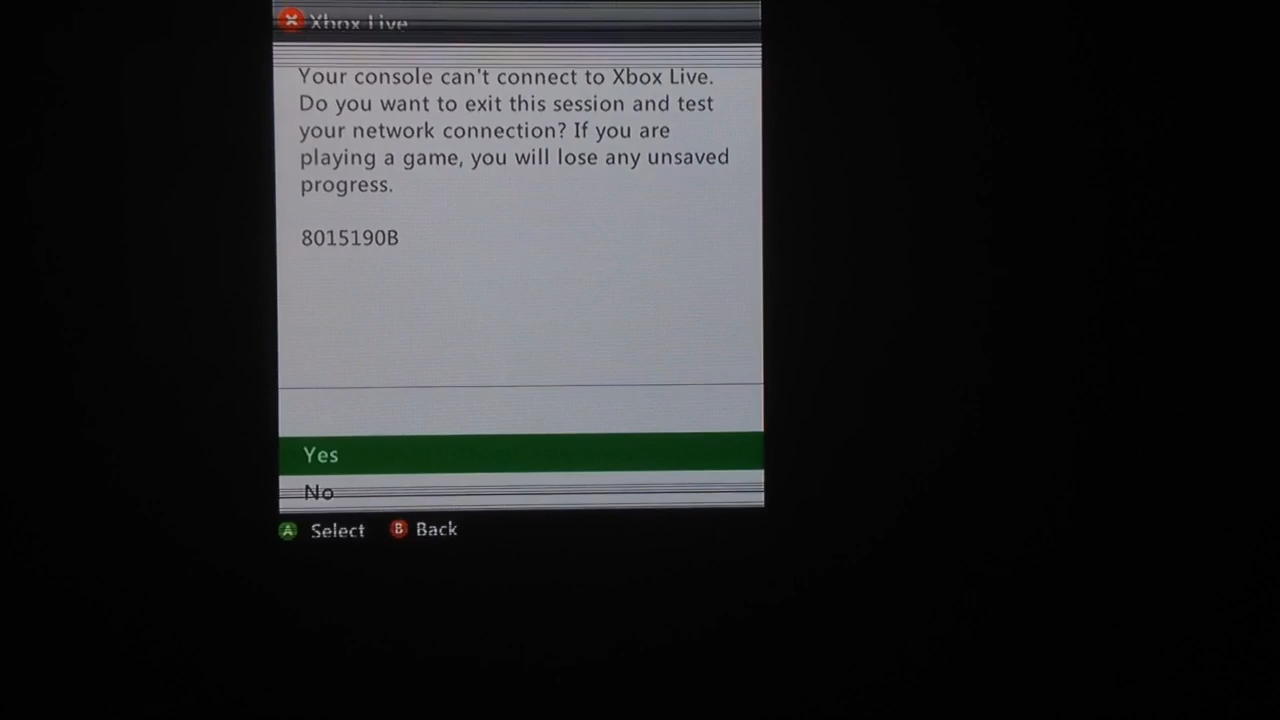 Xbox Live
Your console can't connect to Xbox Live.
Do you want to exit this session and test
your network connection? If you are
playing a game, you will lose any unsaved
progress.
8015190B
Yes
No
A Select B Back